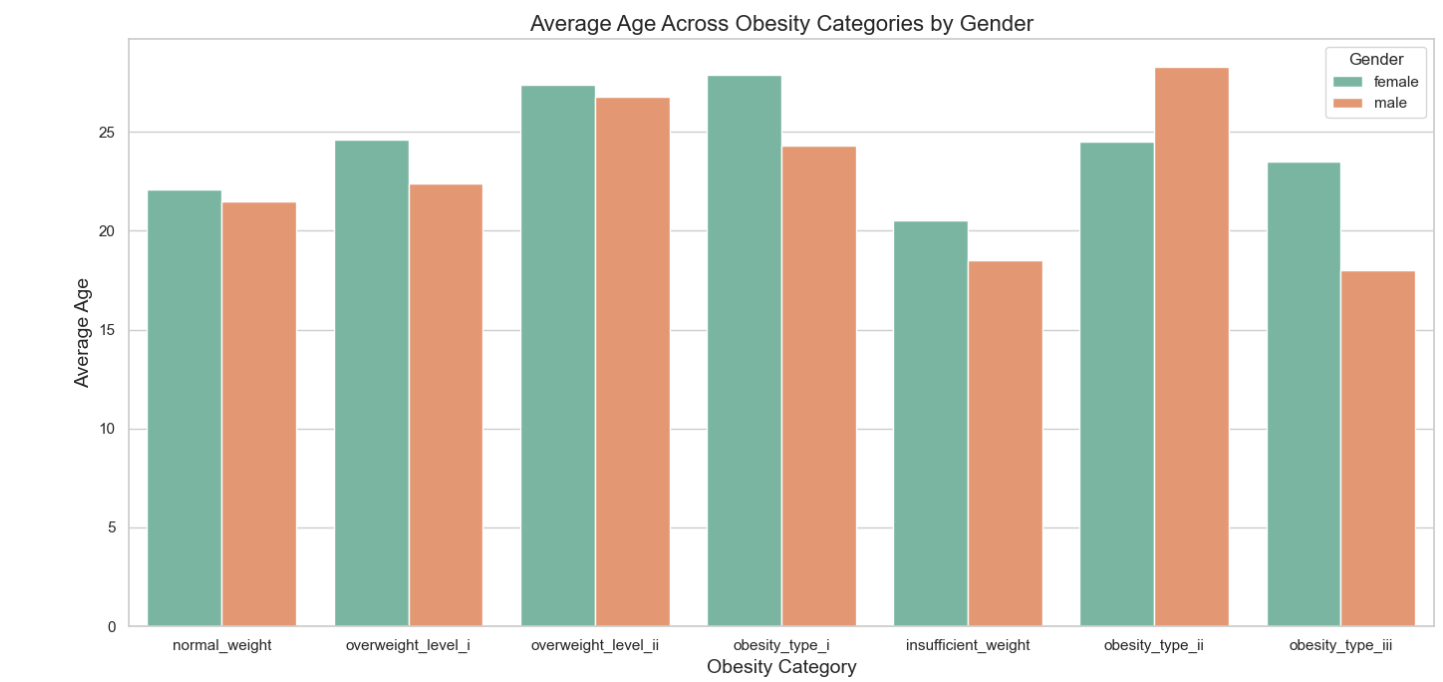 Average Age Across Obesity Categories by Gender
Gender
female
male
Average Age
25
20
15
10
5
0
normal_weight
overweight_level_i
overweight_level_ii
obesity_type_i
insufficient_weight
obesity_type_ii
obesity_type_iii
Obesity Category